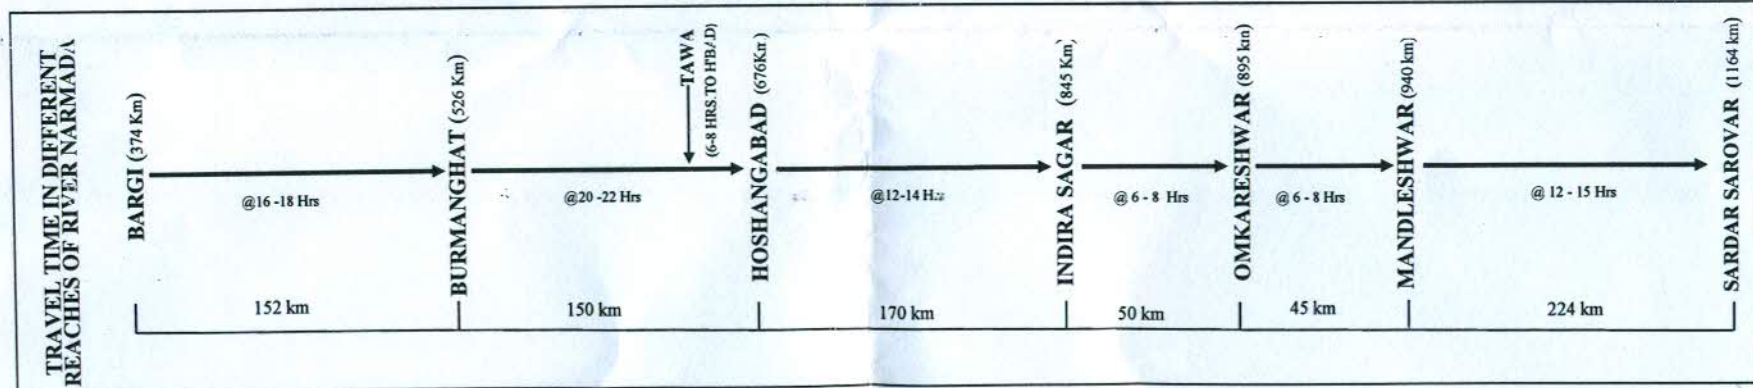 TRAVEL TIME IN DIFFERENT
REACHES OF RIVER NARMADA
BARGI (374 Km)
@16 -18 Hrs
BURMANGHAT (526 Km)
@20 -22 Hrs
TAWA
(6-8 HRS.TO H'BAD)
HOSHANGABAD (676Km)
@12-14 Hrs
INDIRA SAGAR (845 Km)
@ 6 - 8 Hrs
OMKARESHWAR (895 km)
@ 6 - 8 Hrs
MANDLESHWAR (940 km)
@ 12 - 15 Hrs
SARDAR SAROVAR (1164 km)
152 km
150 km
170 km
50 km
45 km
224 km